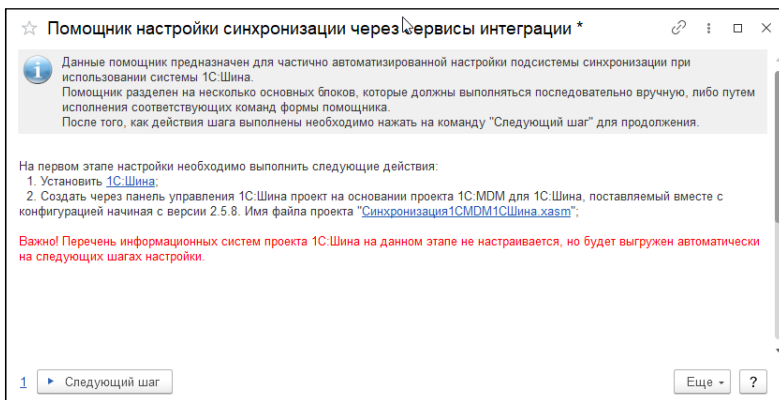 Помощник настройки синхронизации через сервисы интеграции *
Данные помощник предназначен для частично автоматизированной настройки подсистемы синхронизации при
использовании системы 1С:Шина.
Помощник разделен на несколько основных блоков, которые должны выполняться последовательно вручную, либо путем
исполнения соответствующих команд формы помощника.
После того, как действия шага выполнены необходимо нажать на команду "Следующий шаг" для продолжения.
На первом этапе настройки необходимо выполнить следующие действия:
1. Установить 1С:Шина;
2. Создать через панель управления 1С:Шина проект на основании проекта 1С:MDM для 1С:Шина, поставляемый вместе с
конфигурацией начиная с версии 2.5.8. Имя файла проекта "Синхронизация1СMDM1СШина.xasm";
Важно! Перечень информационных систем проекта 1С:Шина на данном этапе не настраивается, но будет выгружен автоматически
на следующих шагах настройки.
1 Следующий шаг Еще ?